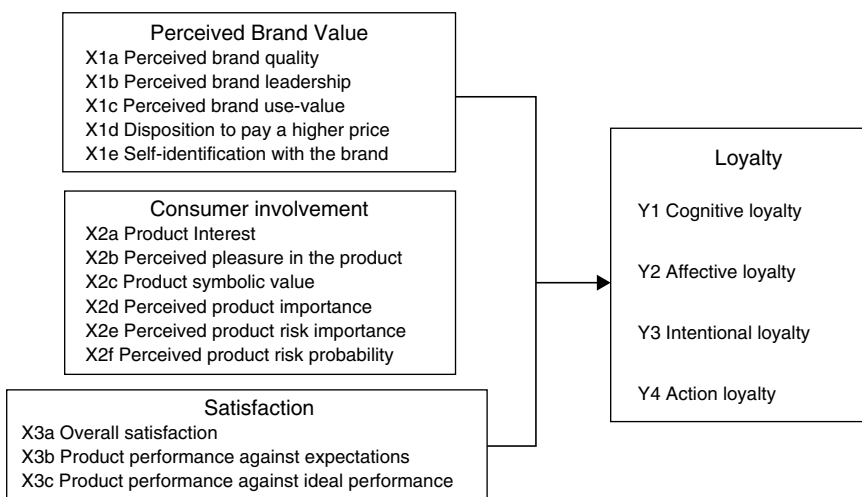 Perceived Brand Value
X1a Perceived brand quality
X1b Perceived brand leadership
X1c Perceived brand use-value
X1d Disposition to pay a higher price
X1e Self-identification with the brand
Consumer involvement
X2a Product Interest
X2b Perceived pleasure in the product
X2c Product symbolic value
X2d Perceived product importance
X2e Perceived product risk importance
X2f Perceived product risk probability
Satisfaction
X3a Overall satisfaction
X3b Product performance against expectations
X3c Product performance against ideal performance
Loyalty
Y1 Cognitive loyalty
Y2 Affective loyalty
Y3 Intentional loyalty
Y4 Action loyalty